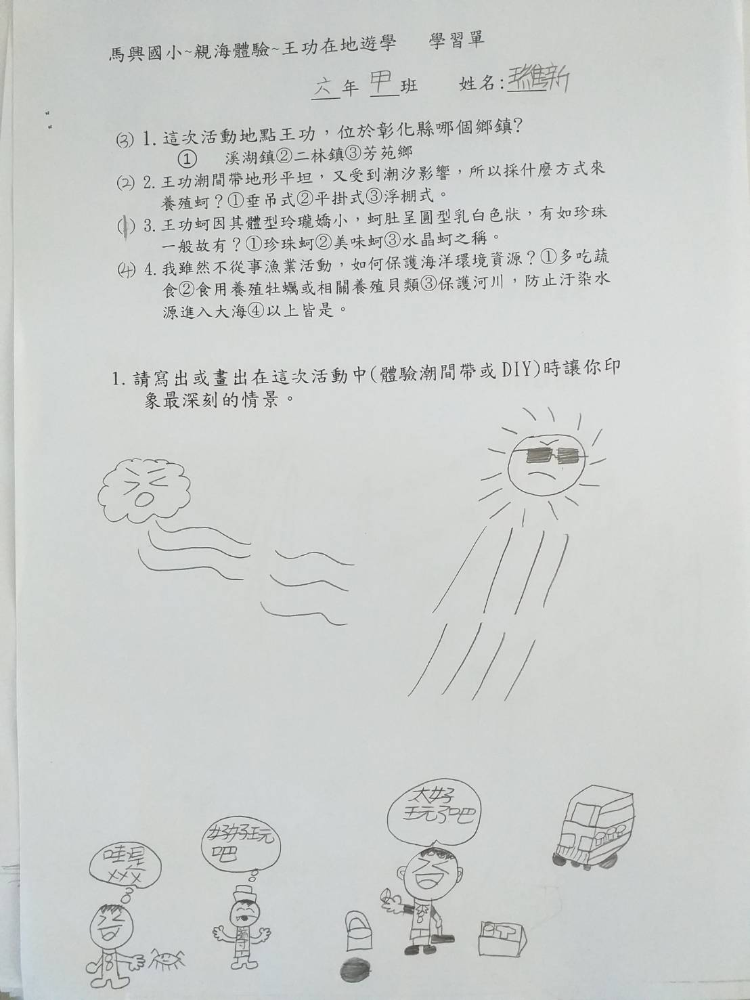 馬興國小~親海體驗~王功在地遊學 學習單
六年 甲班 姓名:維新
(3) 1. 這次活動地點王功，位於彰化縣哪個鄉鎮?
① 溪湖鎮②二林鎮③芳苑鄉
(2) 2. 王功潮間帶地形平坦，又受到潮汐影響，所以採什麼方式來
養殖蚵？①垂吊式②平掛式③浮棚式。
(1) 3. 王功蚵因其體型玲瓏嬌小，蚵肚呈圓型乳白色狀，有如珍珠
一般故有？①珍珠蚵②美味蚵③水晶蚵之稱。
(4) 4. 我雖然不從事漁業活動，如何保護海洋環境資源？①多吃蔬
食②食用養殖牡蠣或相關養殖貝類③保護河川，防止汙染水
源進入大海④以上皆是。
1. 請寫出或畫出在這次活動中(體驗潮間帶或 DIY)時讓你印
象最深刻的情景。
哇是
XXX
好好玩
吧
太好
玩了吧